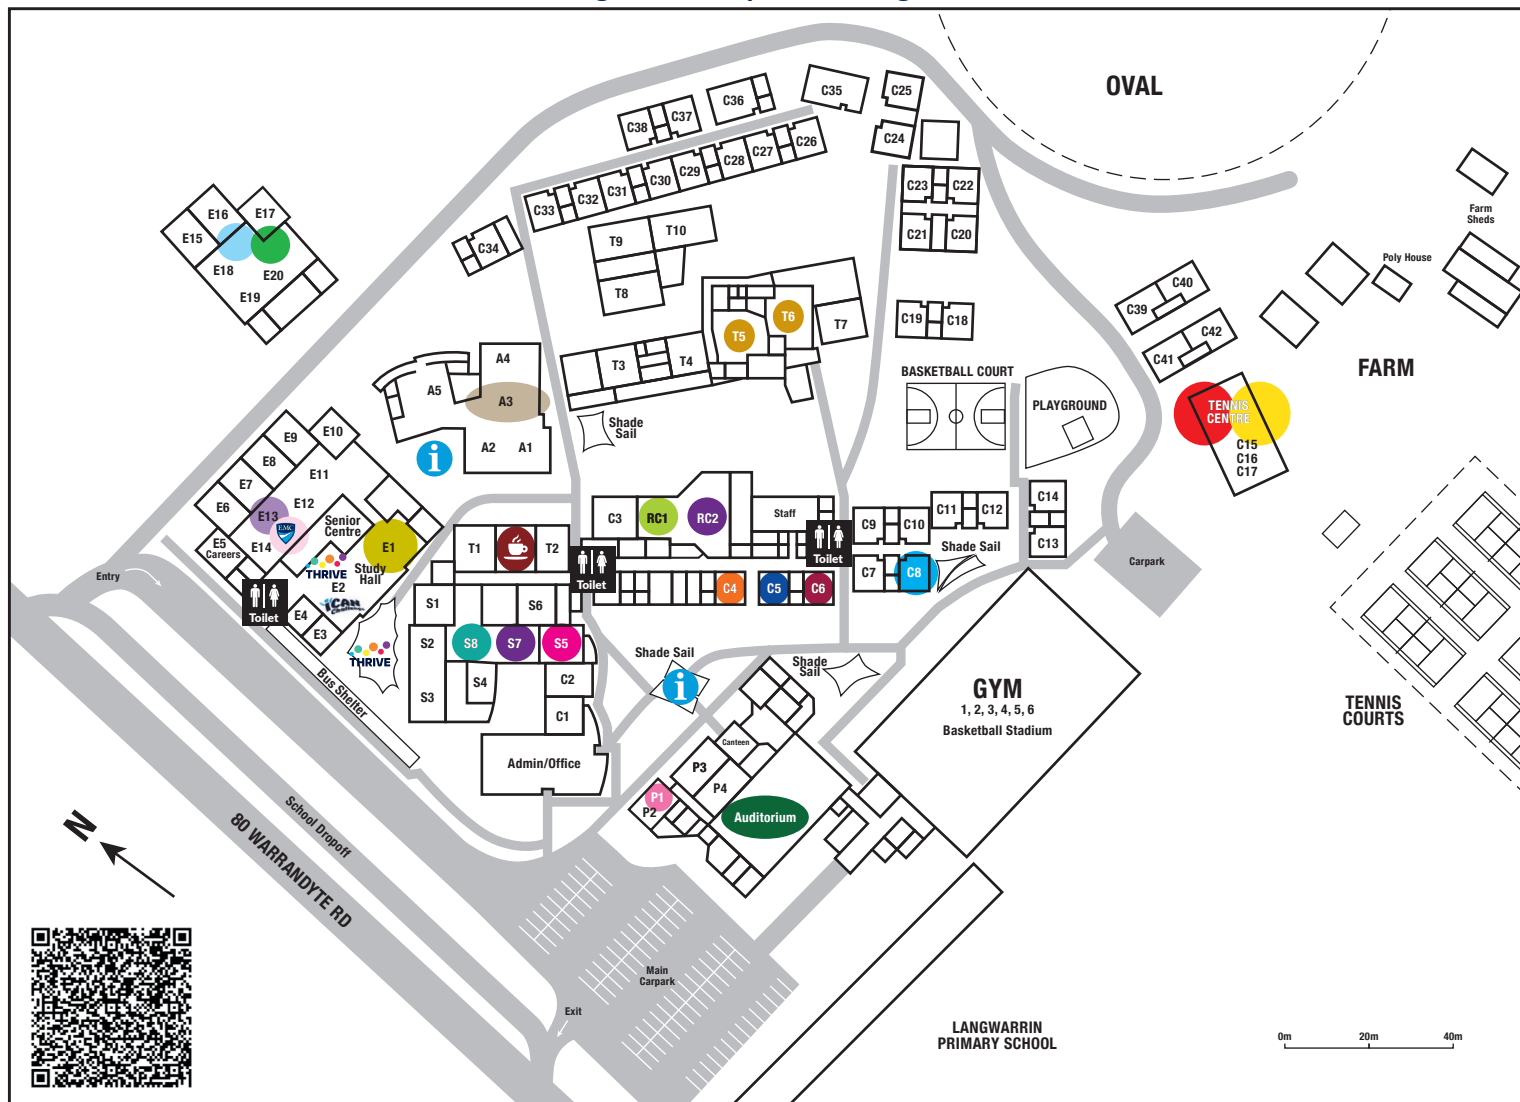 OVAL
C35
C25
C36
C37
C38
C24
C26
C27
C28
C29
C30
C31
C32
C33
C34
C23
C22
C21
C20
Farm
Sheds
Poly House
E16
E17
E15
E18
E20
E19
T9
T10
T8
C40
C39
C42
C41
T6
T5
T7
C19
C18
FARM
A4
A5
A3
A2
A1
T3
T4
Shade
Sail
BASKETBALL COURT
PLAYGROUND
TENNIS
CENTRE
C15
C16
C17
i
E10
E9
E8
E11
E7
E6
E12
E13
EMC
E14
E5
Careers
Senior
Centre
E1
Study
Hall
THRIVE
E2
iCAN
Toilet
E4
E3
THRIVE
Bus Shelter
C3
RC1
RC2
Staff
Toilet
C9
C10
C11
C12
C14
C13
Shade Sail
C7
C8
Carpark
T1
T2
Toilet
C4
C5
C6
S1
S6
S2
S8
S7
S5
S4
S3
C2
C1
Admin/Office
Shade Sail
i
Shade
Sail
GYM
1, 2, 3, 4, 5, 6
Basketball Stadium
TENNIS
COURTS
Canteen
P3
P4
P1
P2
Auditorium
Entry
School Dropoff
80 WARRANDYTE RD
N
Main
Carpark
Exit
LANGWARRIN
PRIMARY SCHOOL
0m 20m 40m